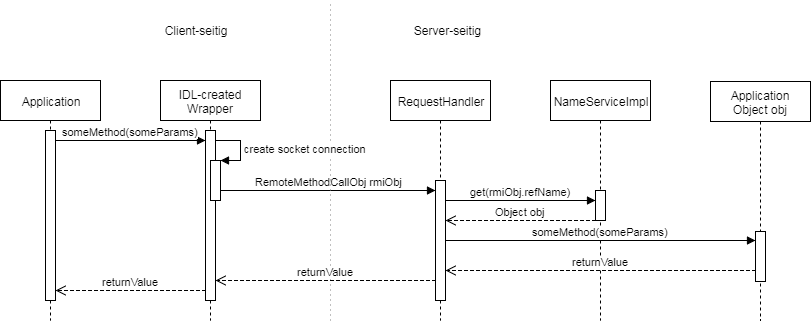 Client-seitig
Server-seitig
Application
IDL-created
Wrapper
RequestHandler
NameServiceImpl
Application
Object obj
someMethod(someParams)
create socket connection
RemoteMethodCallObj rmiObj
get(rmiObj.refName)
Object obj
someMethod(someParams)
returnValue
returnValue
returnValue